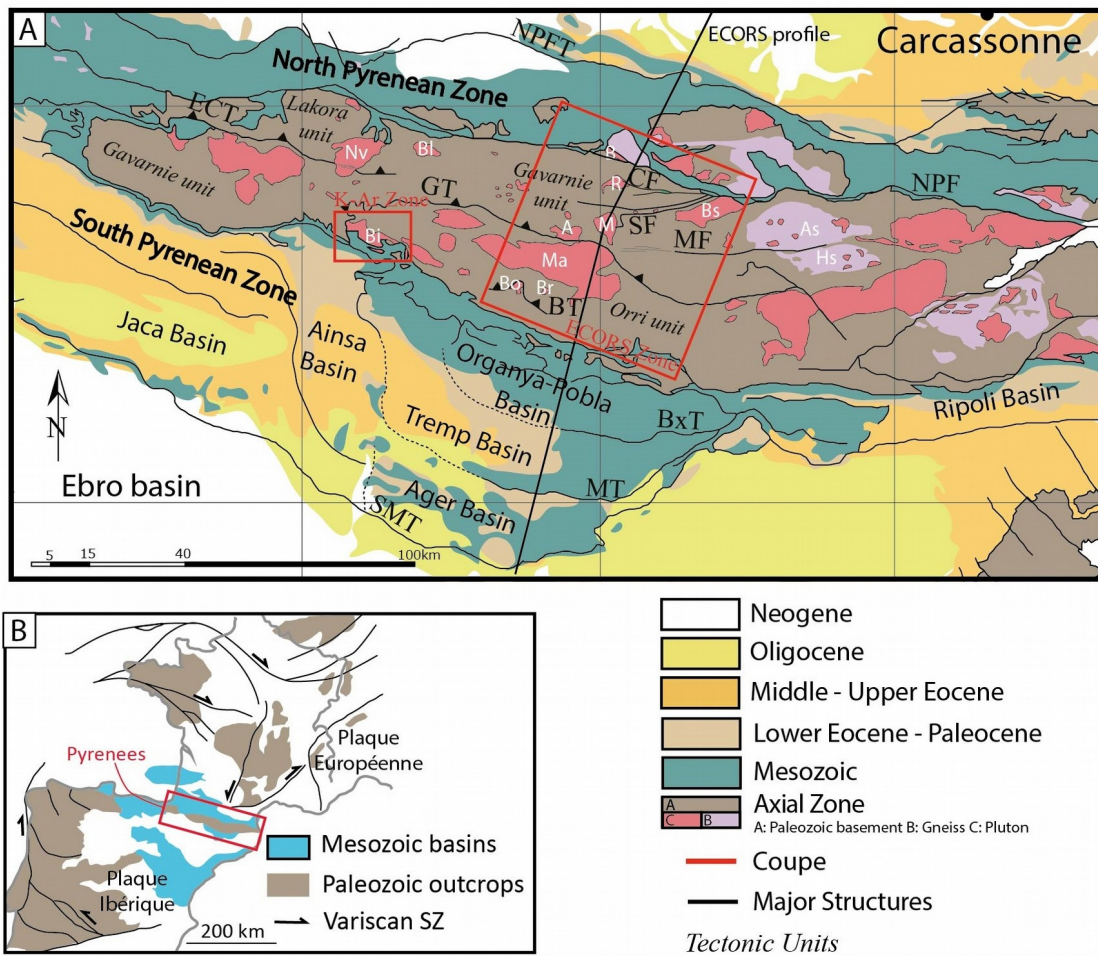 A
NPFT
ECORS profile
Carcassonne
North Pyrenean Zone
ECT
Lakora
unit
Nv
Bl
Gavarnie unit
GT
Gavarnie
unit
CF
R
NPF
K-Ar Zone
Bi
A
M
SF
Bs
MF
As
Hs
Ma
South Pyrenean Zone
Bo
Br
BT
Orri unit
ECORS Zone
Jaca Basin
Ainsa
Basin
Organya-Pobla
Basin
BxT
Ripoli Basin
N
Tremp Basin
MT
Ebro basin
Ager Basin
SMT
5 15 40 100km
B
Pyrenees
Plaque
Européenne
Mesozoic basins
Plaque
Ibérique
Paleozoic outcrops
200 km
Variscan SZ
Neogene
Oligocene
Middle - Upper Eocene
Lower Eocene - Paleocene
Mesozoic
A
C B
Axial Zone
A: Paleozoic basement B: Gneiss C: Pluton
Coupe
Major Structures
Tectonic Units